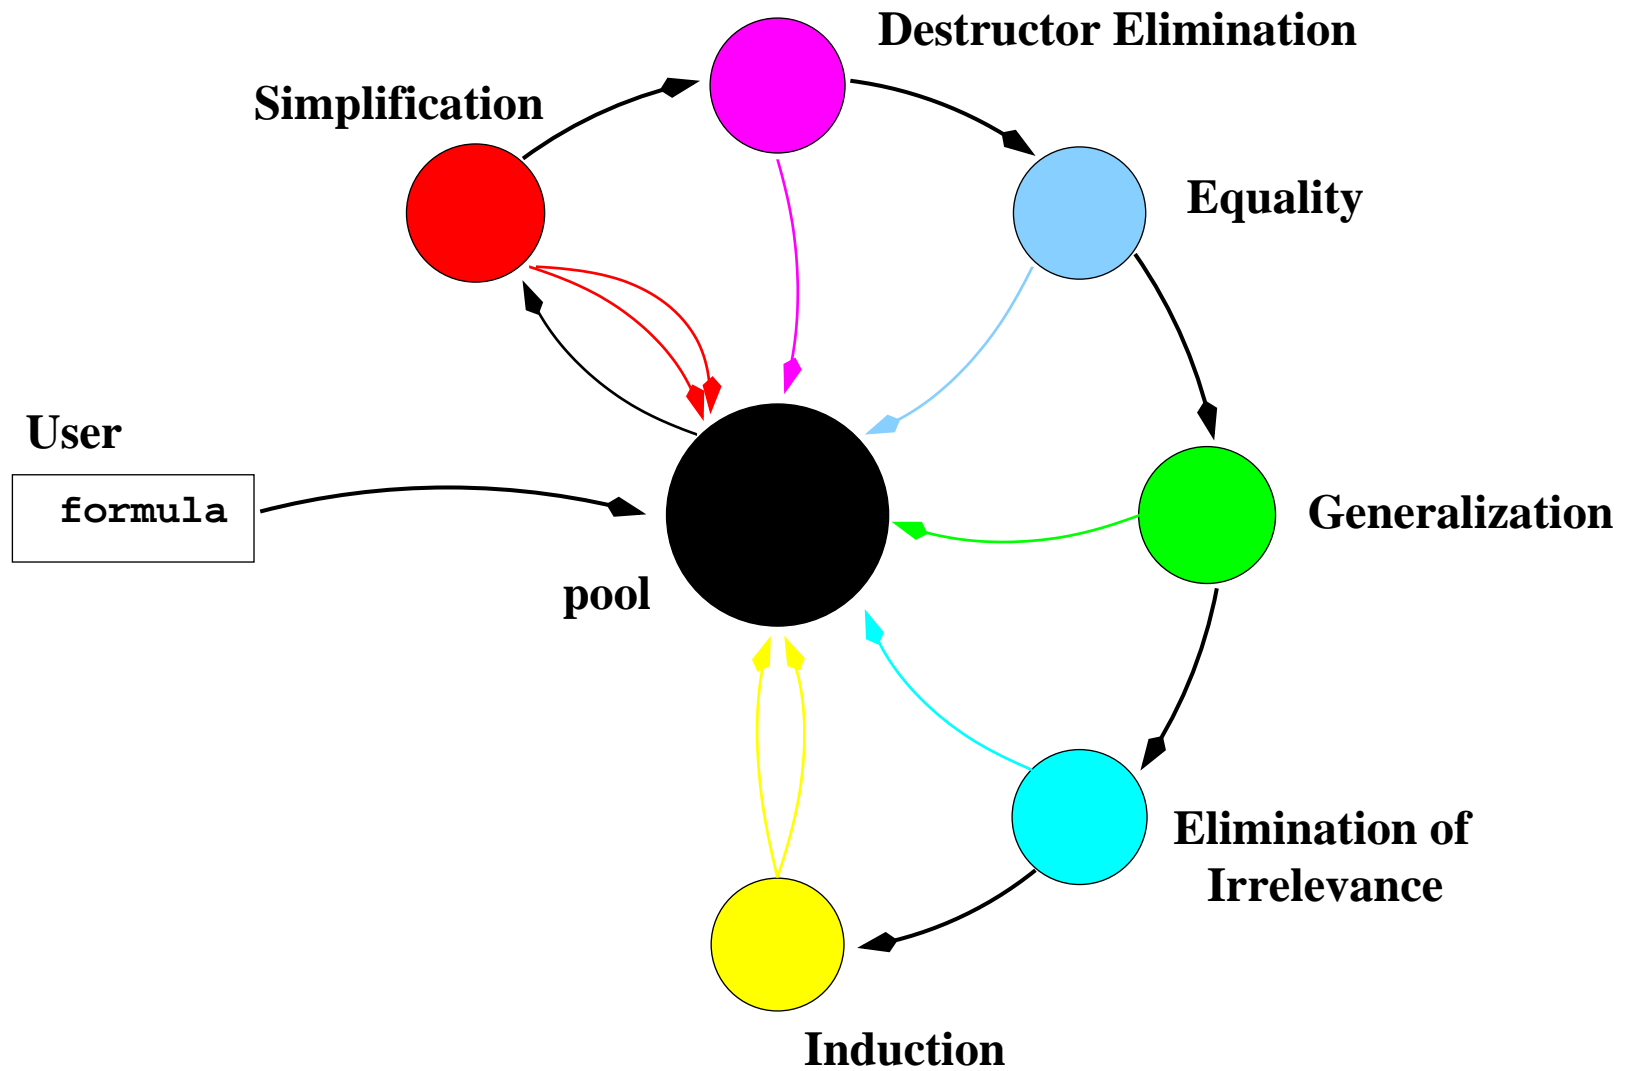 Destructor Elimination
Simplification
Equality
User
formula
Generalization
pool
Elimination of
Irrelevance
Induction